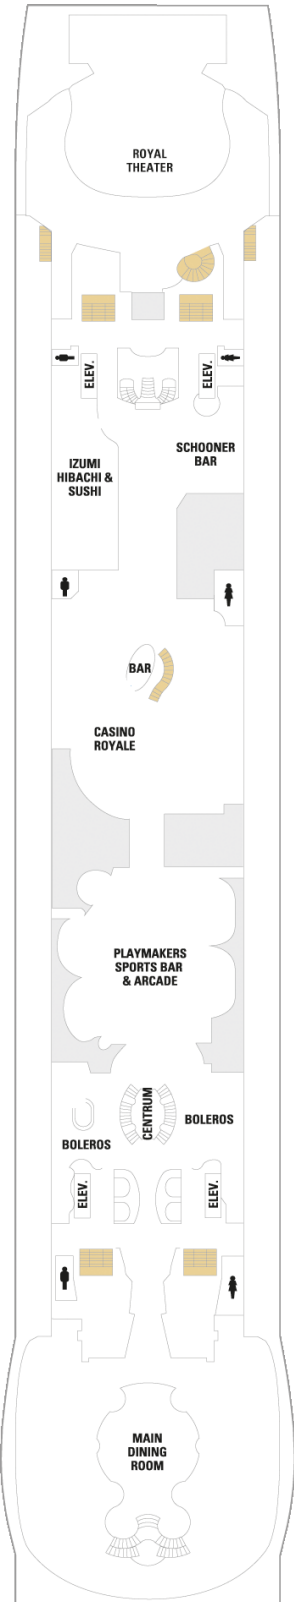 ROYAL
THEATER
ELEV.
ELEV.
SCHOONER
BAR
IZUMI
HIBACHI &
SUSHI
BAR
CASINO
ROYALE
PLAYMAKERS
SPORTS BAR
& ARCADE
CENTRUM
BOLEROS
BOLEROS
ELEV.
ELEV.
MAIN
DINING
ROOM